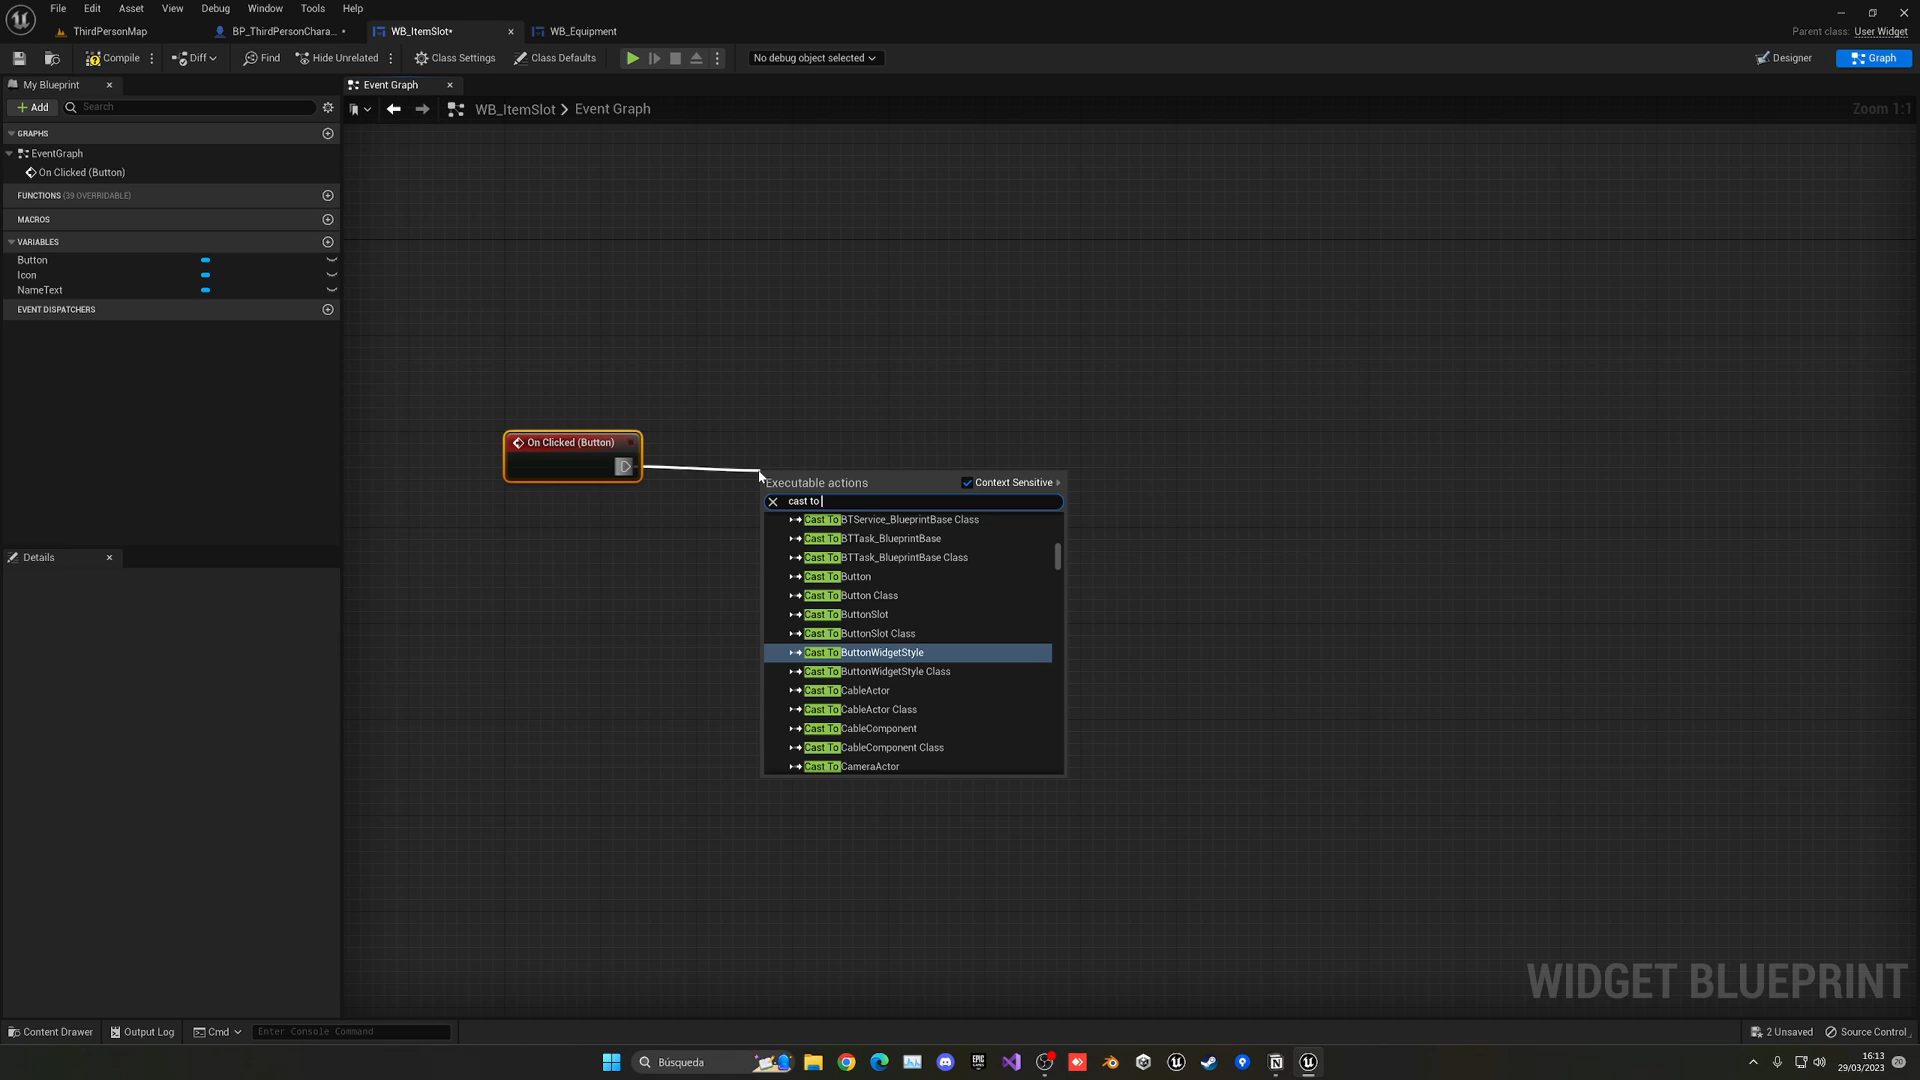 File Edit Asset View Debug Window Tools Help
ThirdPersonMap BP_ThirdPersonChara... • WB_ItemSlot• WB_Equipment Parent class: User Widget
Compile Diff Find Hide Unrelated Class Settings Class Defaults No debug object selected Designer Graph
My Blueprint Event Graph
Add Search WB_ItemSlot Event Graph Zoom 1:1
GRAPHS
EventGraph
On Clicked (Button)
FUNCTIONS (39 OVERRIDABLE)
MACROS
VARIABLES
Button
Icon
NameText
EVENT DISPATCHERS
On Clicked (Button)
Executable actions Context Sensitive
cast to
Cast To BTService_BlueprintBase Class
Cast To BTTask_BlueprintBase
Cast To BTTask_BlueprintBase Class
Cast To Button
Cast To Button Class
Cast To ButtonSlot
Cast To ButtonSlot Class
Cast To ButtonWidgetStyle
Cast To ButtonWidgetStyle Class
Cast To CableActor
Cast To CableActor Class
Cast To CableComponent
Cast To CableComponent Class
Cast To CameraActor
Details
WIDGET BLUEPRINT
Content Drawer Output Log Cmd Enter Console Command 2 Unsaved Source Control
Búsqueda
EPIC GAMES
16:13
29/03/2023
20